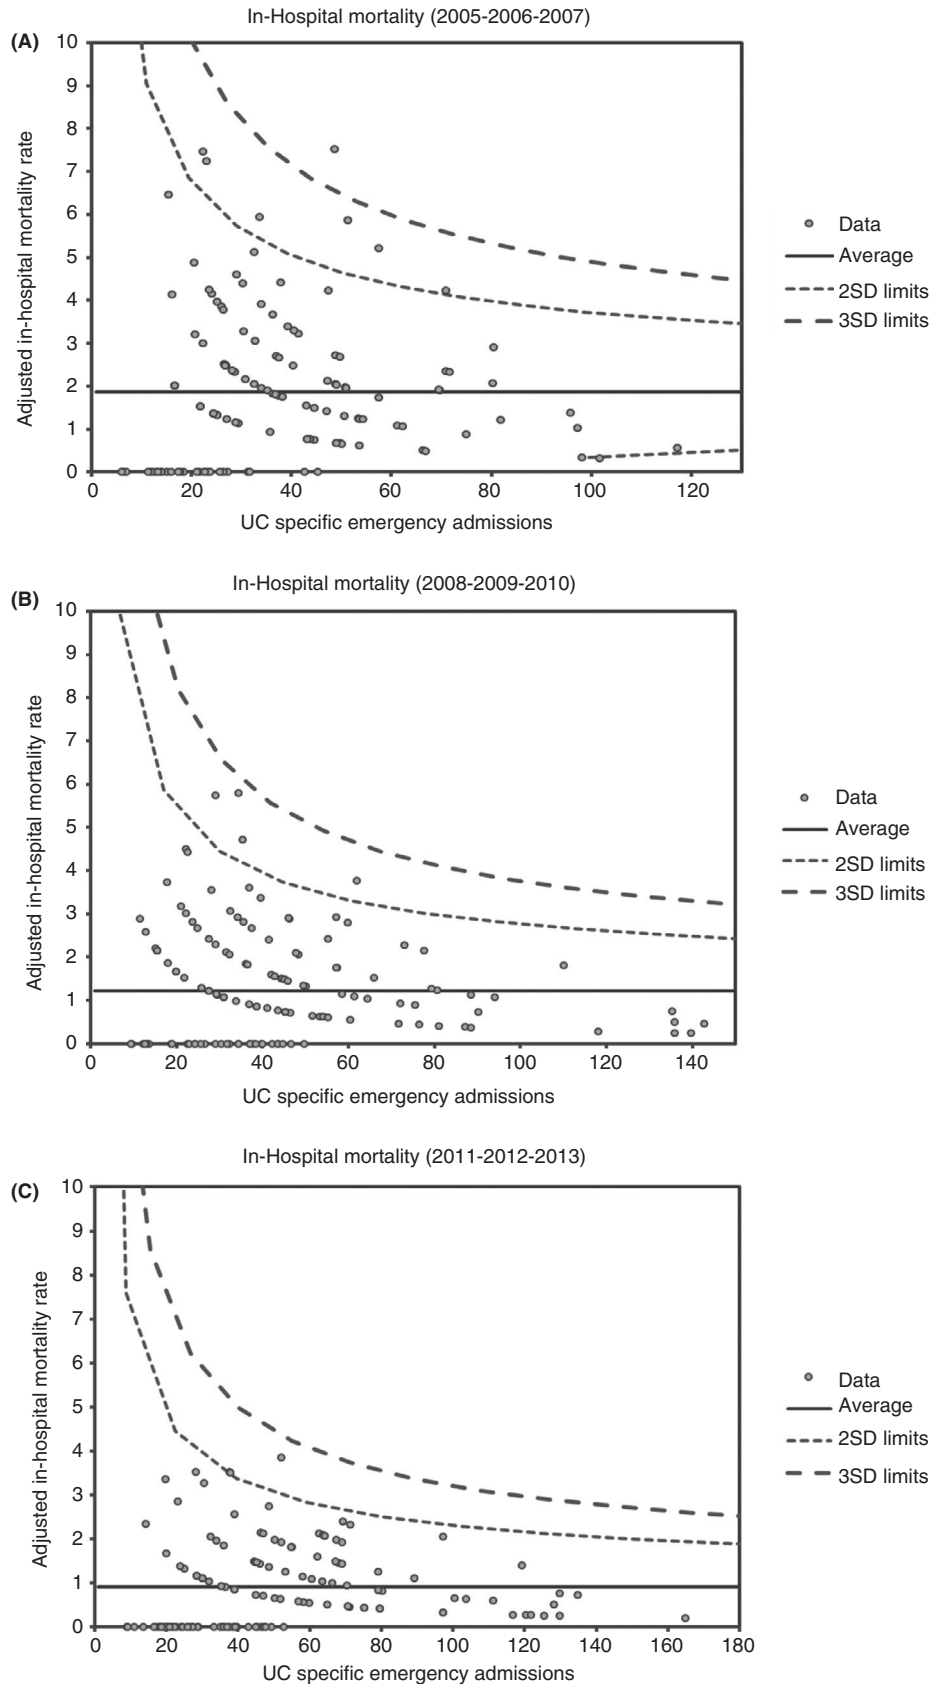 In-Hospital mortality (2005-2006-2007)
(A)
10
9
8
7
6
5
4
3
2
1
0
Adjusted in-hospital mortality rate
0 20 40 60 80 100 120
UC specific emergency admissions
Data
Average
2SD limits
3SD limits
In-Hospital mortality (2008-2009-2010)
(B)
10
9
8
7
6
5
4
3
2
1
0
Adjusted in-hospital mortality rate
0 20 40 60 80 100 120 140
UC specific emergency admissions
Data
Average
2SD limits
3SD limits
In-Hospital mortality (2011-2012-2013)
(C)
10
9
8
7
6
5
4
3
2
1
0
Adjusted in-hospital mortality rate
0 20 40 60 80 100 120 140 160 180
UC specific emergency admissions
Data
Average
2SD limits
3SD limits